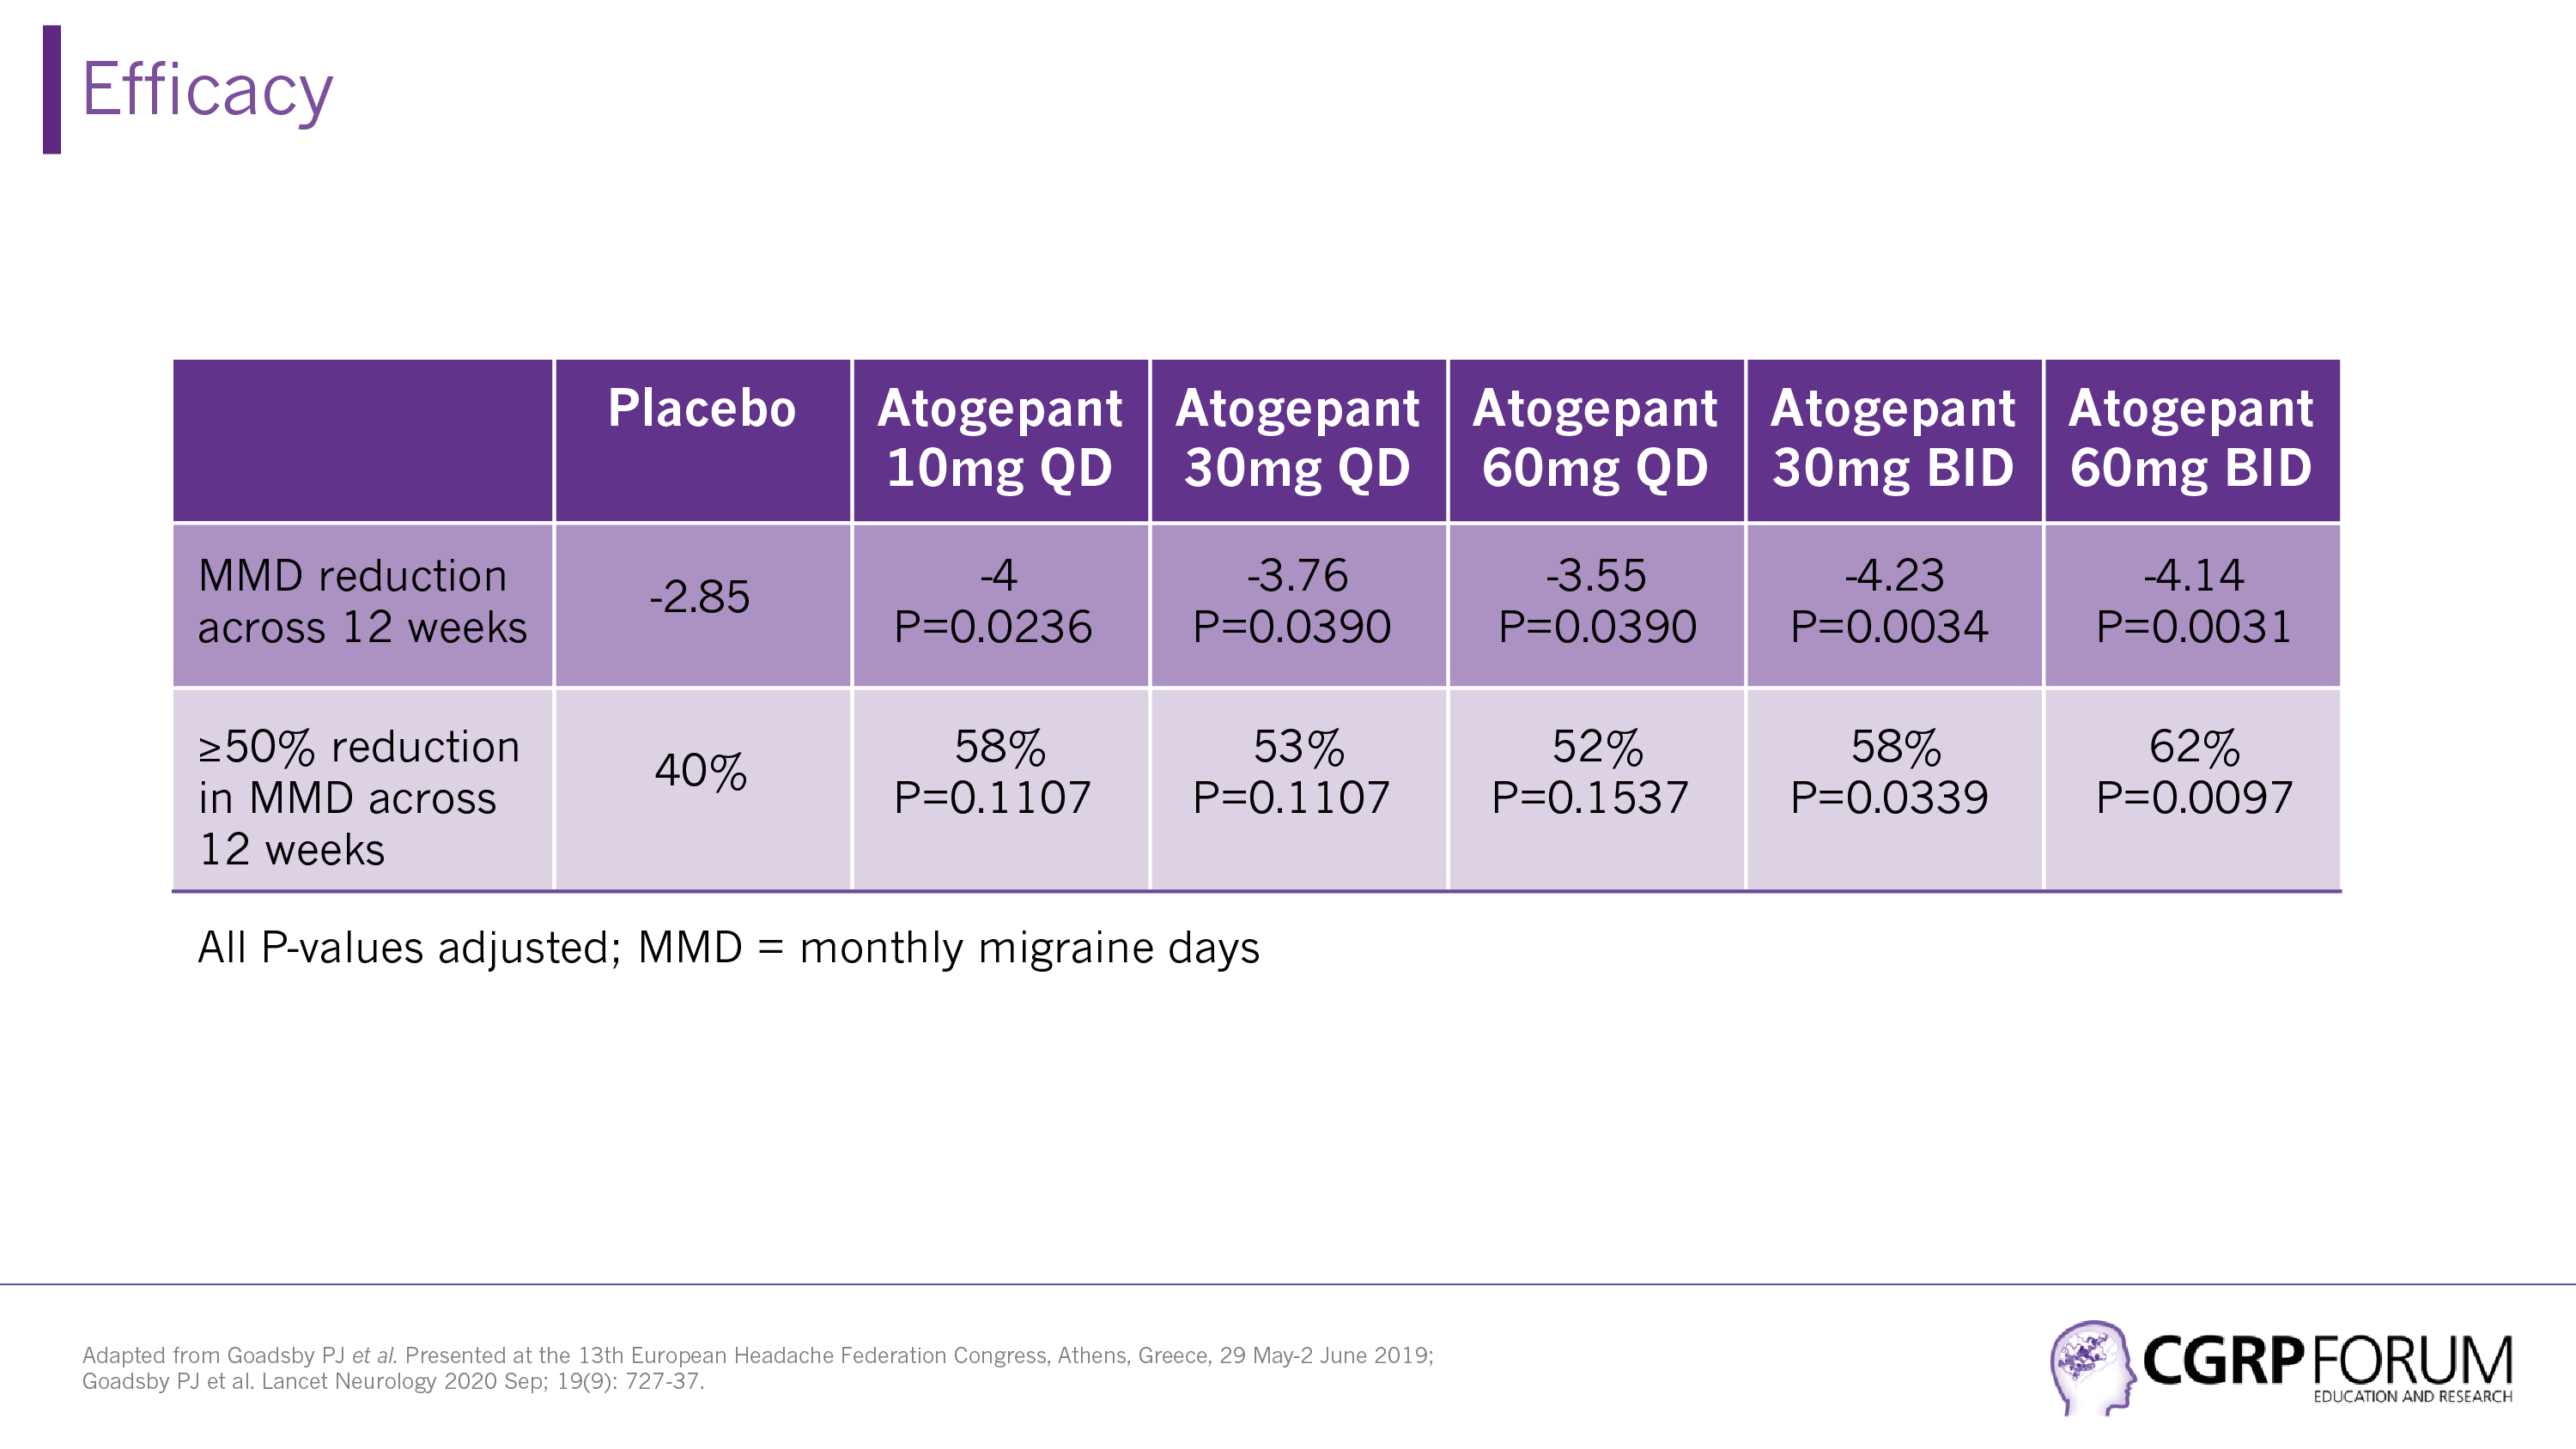 Efficacy
Placebo
Atogepant
10mg QD
Atogepant
30mg QD
Atogepant
60mg QD
Atogepant
30mg BID
Atogepant
60mg BID
MMD reduction
across 12 weeks
-2.85
-4
P=0.0236
-3.76
P=0.0390
-3.55
P=0.0390
-4.23
P=0.0034
-4.14
P=0.0031
≥50% reduction
in MMD across
12 weeks
40%
58%
P=0.1107
53%
P=0.1107
52%
P=0.1537
58%
P=0.0339
62%
P=0.0097
All P-values adjusted; MMD = monthly migraine days
Adapted from Goadsby PJ et al. Presented at the 13th European Headache Federation Congress, Athens, Greece, 29 May-2 June 2019;
Goadsby PJ et al. Lancet Neurology 2020 Sep; 19(9): 727-37.
CGRP FORUM
EDUCATION AND RESEARCH